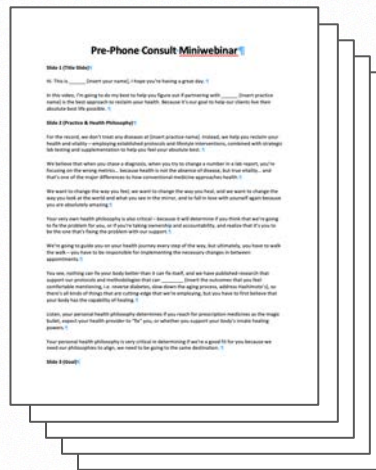 Pre-Phone Consult Miniwebinar¶
Slide 1 (Title Slide)¶
Hi. This is ______ [insert your name], I hope you're having a great day. ¶
In this video, I'm going to do my best to help you figure out if partnering with ______ [insert practice
name] is the best approach to reclaim your health. Because it's our goal to help our clients live their
absolute best life possible. ¶
Slide 2 (Practice & Health Philosophy)¶
For the record, we don't treat any diseases at [insert practice name]. Instead, we help you reclaim your
health and vitality – employing established protocols and lifestyle interventions, combined with strategic
lab testing and supplementation to help you feel your absolute best. ¶
We believe that when you chase a diagnosis, when you try to change a number in a lab report, you're
focusing on the wrong metrics... because health is not the absence of disease, but true vitality... and
that's one of the major differences to how conventional medicine approaches health ¶
We want to change the way you feel, we want to change the way you heal, and we want to change the
way you look at the world and what you see in the mirror, and to fall in love with yourself again because
you are absolutely amazing.¶
Your very own health philosophy is also critical – because it will determine if you think that we're going
to fix the problem for you, or if you're taking ownership and accountability, and realize that it's you to
be the one that's fixing the problem with our support.¶
We're going to guide you on your health journey every step of the way, but ultimately, you have to walk
the walk – you have to be responsible for implementing the necessary changes in between
appointments.¶
You see, nothing can fix your body better than it can fix itself, and we have published research that
support our protocols and methodologies that can ______ [Insert the outcomes that you feel
comfortable mentioning, i.e. reverse diabetes, slow down the aging process, address Hashimoto's), so
there's all kinds of things that are cutting edge that we're employing, but you have to first believe that
your body has the capability of healing.¶
Listen, your personal health philosophy determines if you reach for prescription medicines as the magic
bullet, expect your health provider to "fix" you, or whether you support your body's innate healing
powers.¶
Your personal health philosophy is very critical in determining if we're a good fit for you because we
need our philosophies to align, we need to be going to the same destination. ¶
Slide 3 (Goal)¶